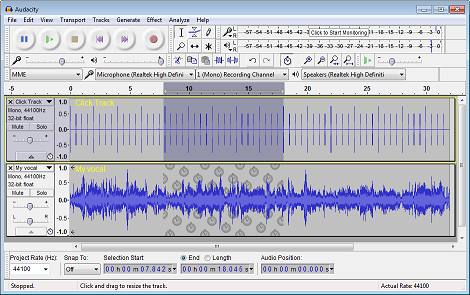 Audacity
File Edit View Transport Tracks Generate Effect Analyze Help
-57 -54 -51 -48 -45 -42 Click to Start Monitoring -18 -15 -12 -9 -6 -3 0
-57 -54 -51 -48 -45 -42 -39 -36 -33 -30 -27 -24 -21 -18 -15 -12 -9 -6 -3 0
MME Microphone (Realtek High Definiti 1 (Mono) Recording Channel Speakers (Realtek High Definiti
-5 0 5 10 15 20 25 30
Click Track
Mono, 44100Hz
32-bit float
Mute Solo
- +
1.0
0.5
0.0
-0.5
-1.0
Click Track
My vocal
Mono, 44100Hz
32-bit float
Mute Solo
- +
L R
1.0
0.5
0.0
-0.5
-1.0
My vocal
Project Rate (Hz): Snap To: Selection Start End Length Audio Position:
44100 Off 00 h 00 m 07.842 s 00 h 00 m 18.045 s 00 h 00 m 00.000 s
Stopped. Click and drag to resize the track. Actual Rate: 44100